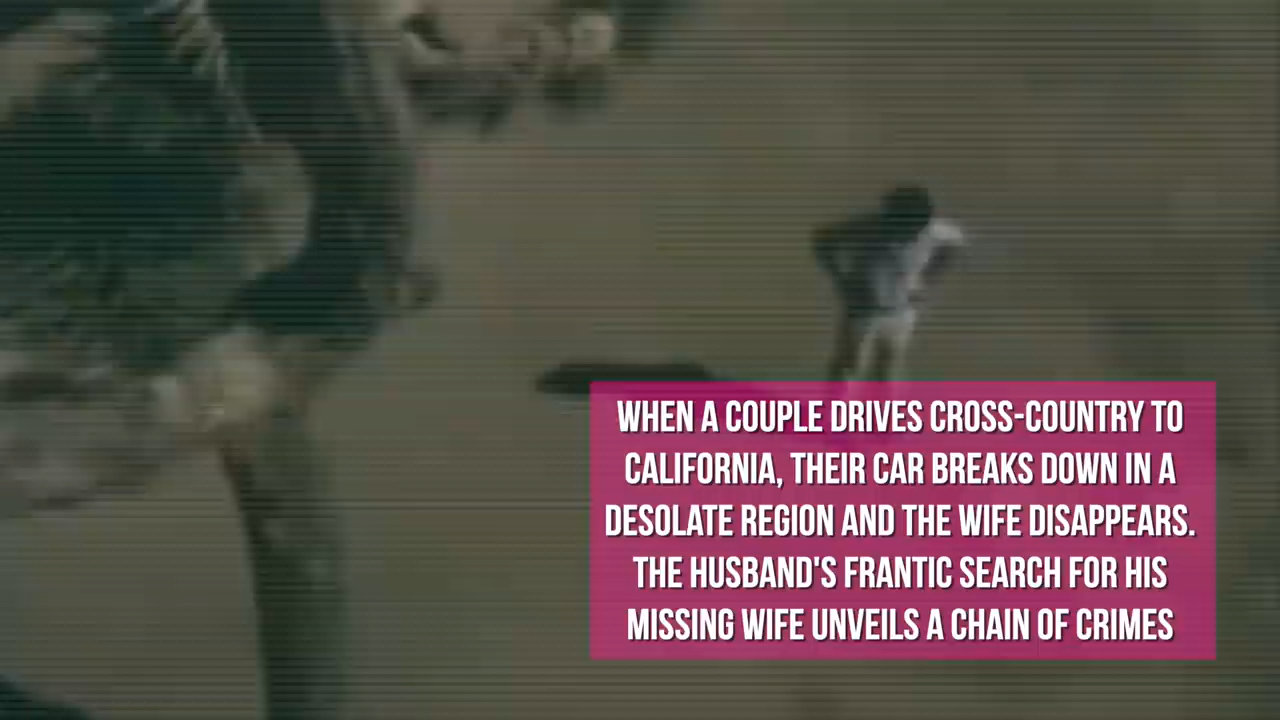 WHEN A COUPLE DRIVES CROSS-COUNTRY TO
CALIFORNIA, THEIR CAR BREAKS DOWN IN A
DESOLATE REGION AND THE WIFE DISAPPEARS.
THE HUSBAND'S FRANTIC SEARCH FOR HIS
MISSING WIFE UNVEILS A CHAIN OF CRIMES